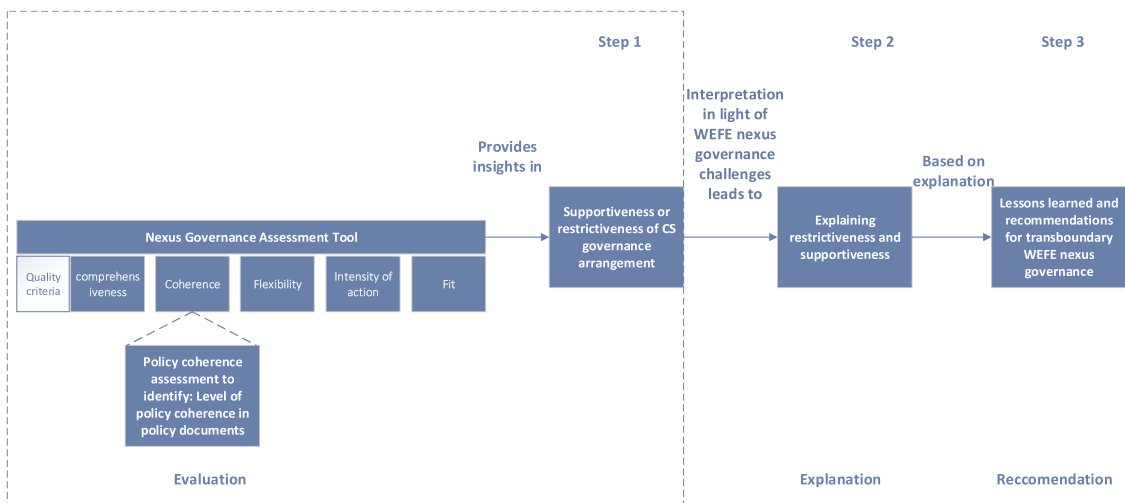 Step 1
Step 2
Step 3
Provides
insights in
Interpretation
in light of
WEFE nexus
governance
challenges
leads to
Based on
explanation
Nexus Governance Assessment Tool
Quality
criteria
comprehens
iveness
Coherence
Flexibility
Intensity of
action
Fit
Supportiveness or
restrictiveness of CS
governance
arrangement
Explaining
restrictiveness and
supportiveness
Lessons learned and
recommendations
for transboundary
WEFE nexus
governance
Policy coherence
assessment to
identify: Level of
policy coherence in
policy documents
Evaluation
Explanation
Reccomendation